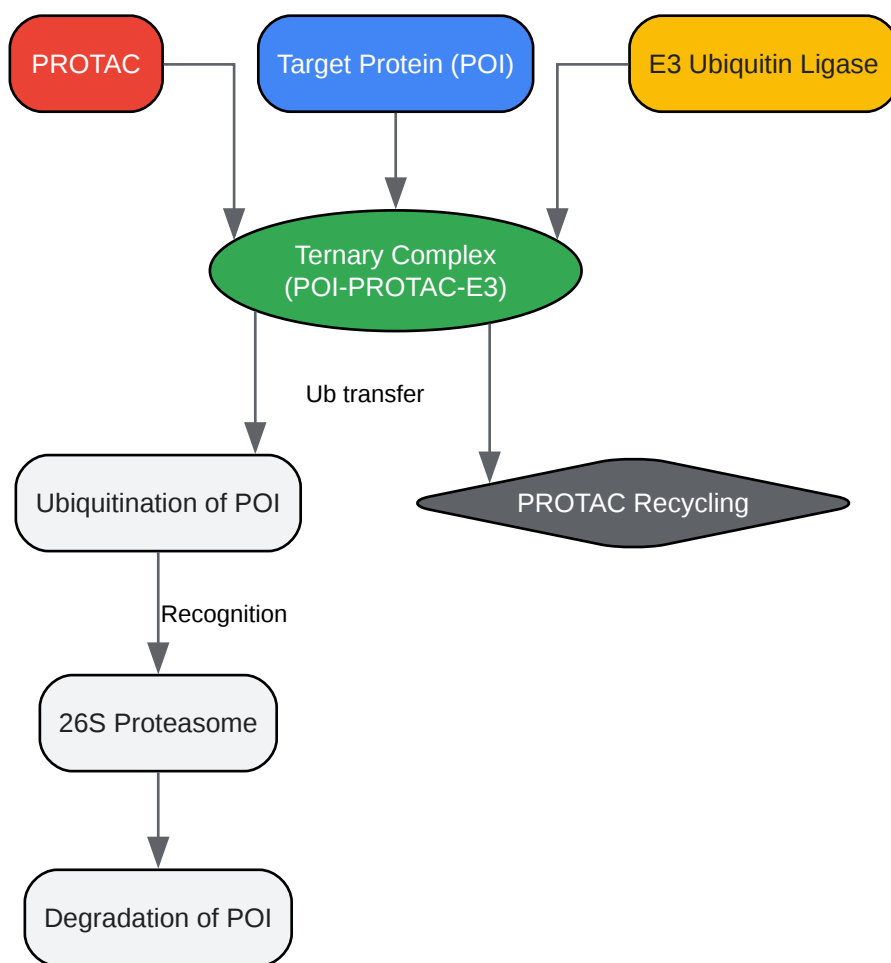 PROTAC
Target Protein (POI)
E3 Ubiquitin Ligase
Ternary Complex
(POI-PROTAC-E3)
Ub transfer
Ubiquitination of POI
PROTAC Recycling
Recognition
26S Proteasome
Degradation of POI